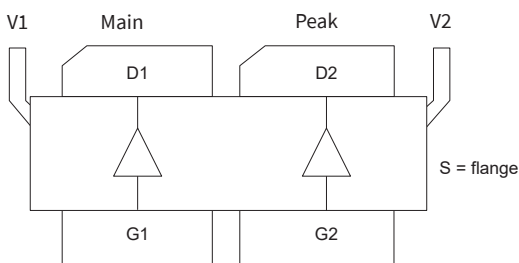 V1 Main Peak V2
D1 D2
S = flange
G1 G2